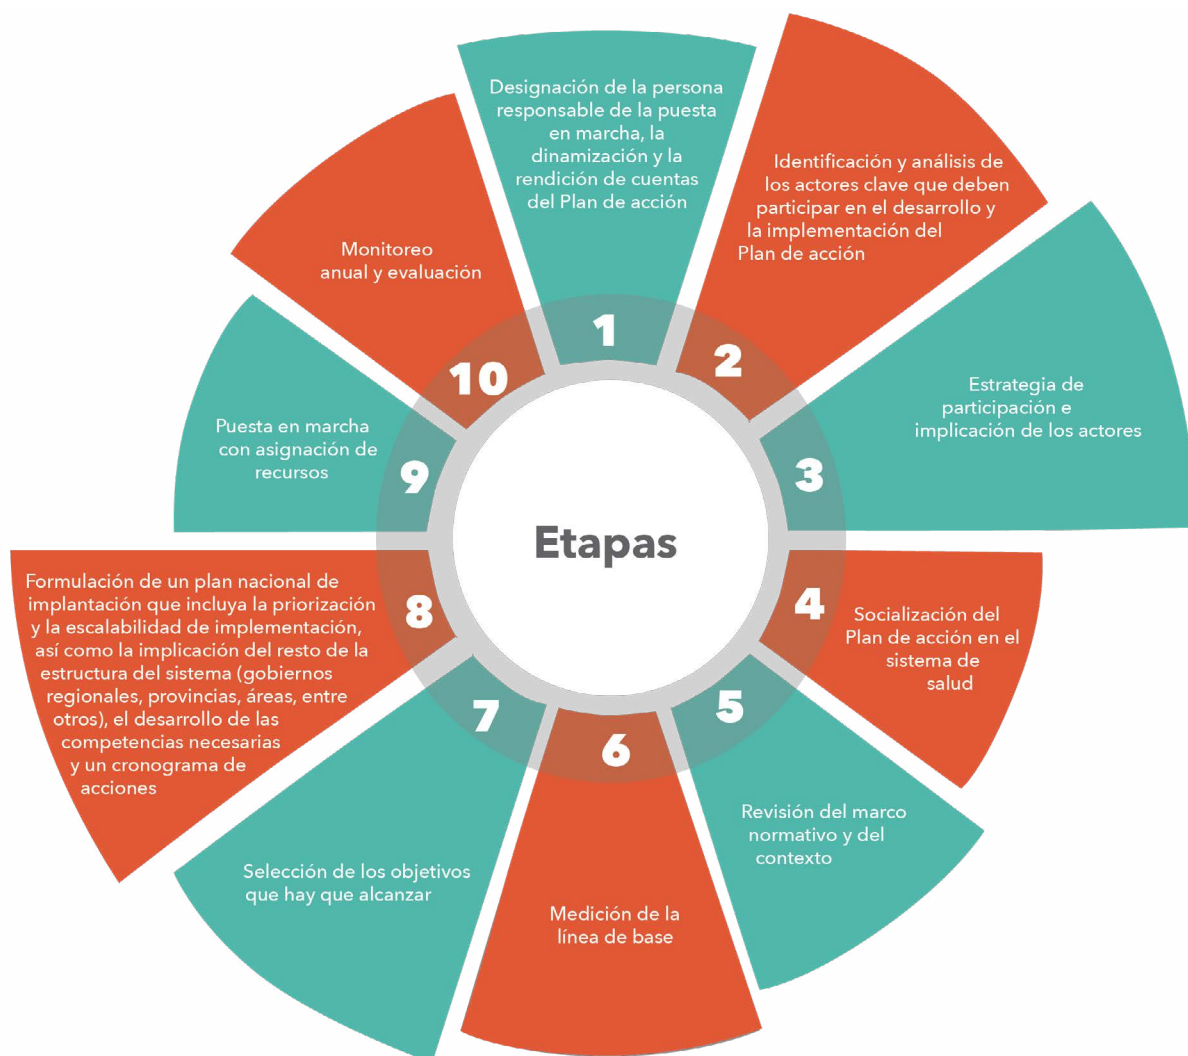 Etapas
1
Designación de la persona
responsable de la puesta
en marcha, la
dinamización y la
rendición de cuentas
del Plan de acción
2
Identificación y análisis de
los actores clave que deben
participar en el desarrollo y
la implementación del
Plan de acción
3
Estrategia de
participación e
implicación de los actores
4
Socialización del
Plan de acción en el
sistema de
salud
5
Revisión del marco
normativo y del
contexto
6
Medición de la
línea de base
7
Selección de los objetivos
que hay que alcanzar
8
Formulación de un plan nacional de
implantación que incluya la priorización
y la escalabilidad de implementación,
así como la implicación del resto de la
estructura del sistema (gobiernos
regionales, provincias, áreas, entre
otros), el desarrollo de las
competencias necesarias
y un cronograma de
acciones
9
Puesta en marcha
con asignación de
recursos
10
Monitoreo
anual y evaluación